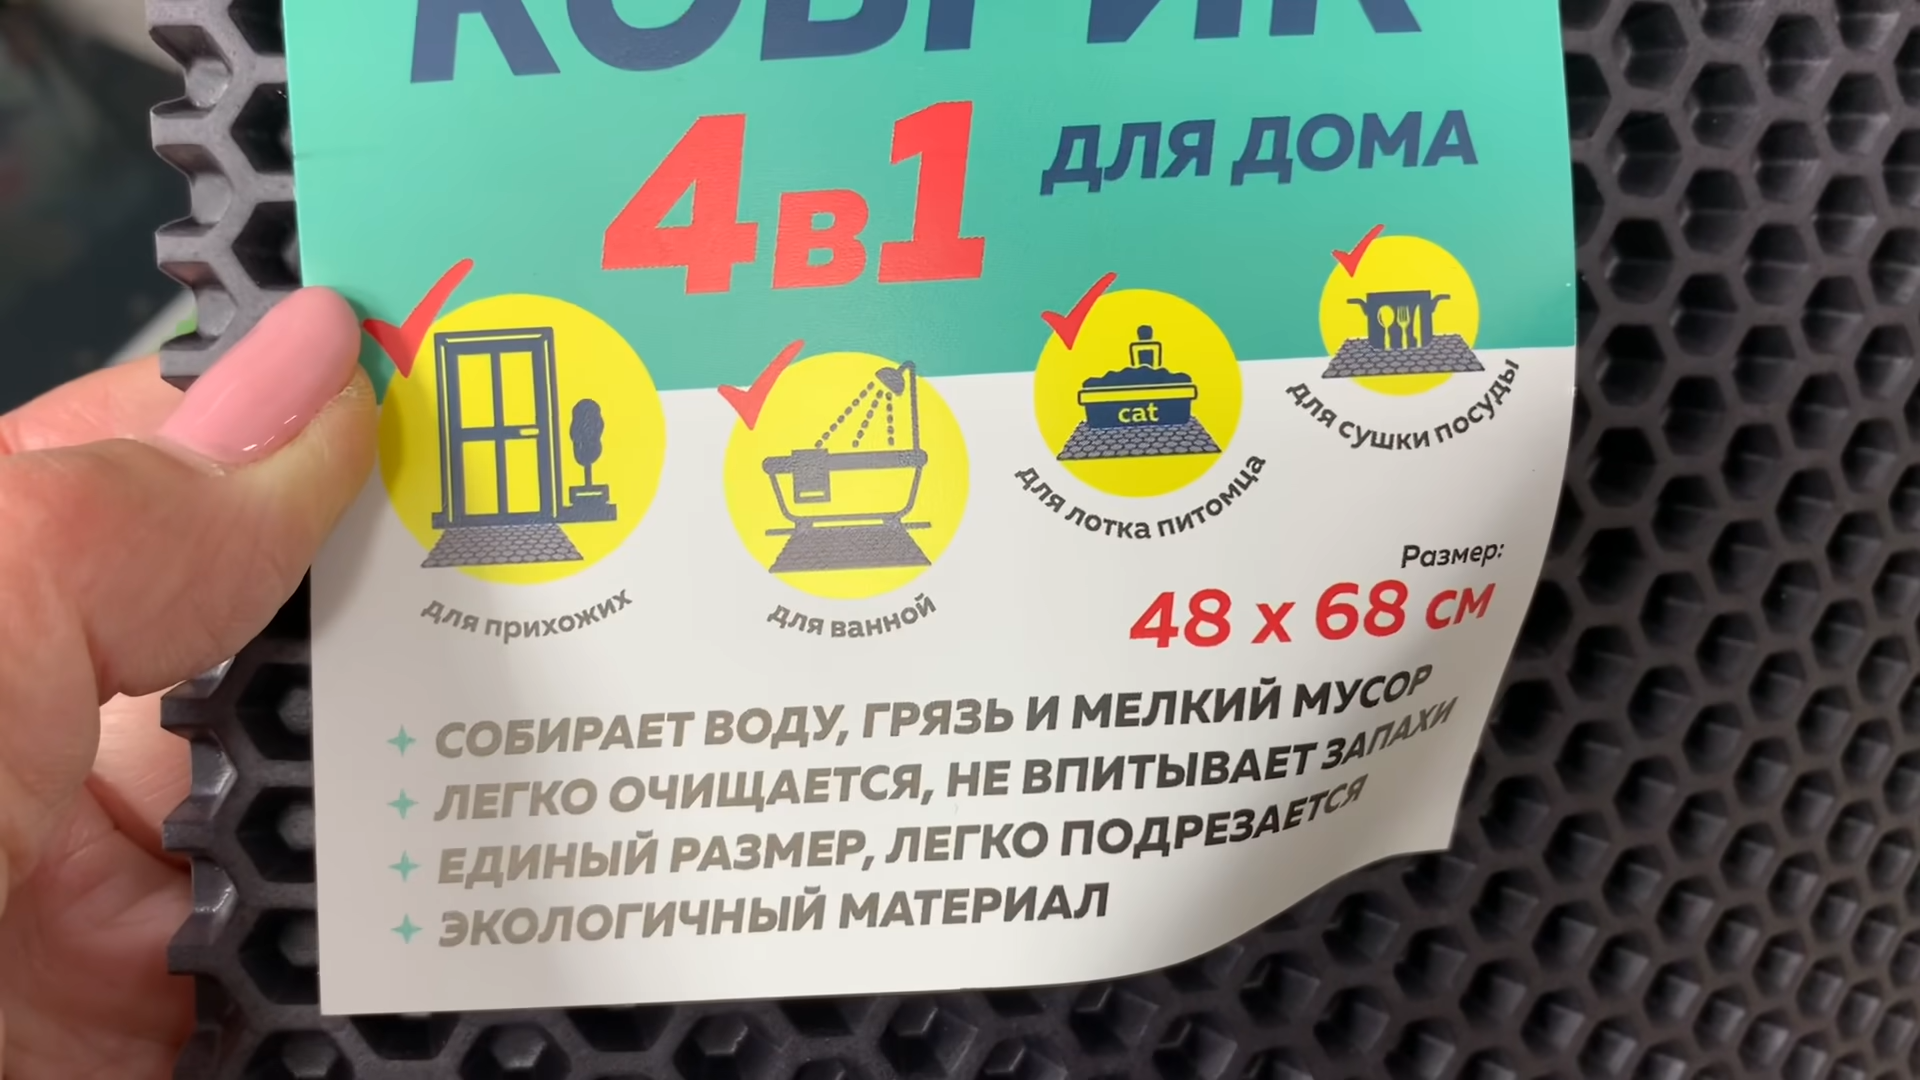 КОВРИК
4в1 ДЛЯ ДОМА
для прихожих
для ванной
cat
для лотка питомца
для сушки посуды
Размер:
48 х 68 см
СОБИРАЕТ ВОДУ, ГРЯЗЬ И МЕЛКИЙ МУСОР
ЛЕГКО ОЧИЩАЕТСЯ, НЕ ВПИТЫВАЕТ ЗАПАХИ
ЕДИНЫЙ РАЗМЕР, ЛЕГКО ПОДРЕЗАЕТСЯ
ЭКОЛОГИЧНЫЙ МАТЕРИАЛ